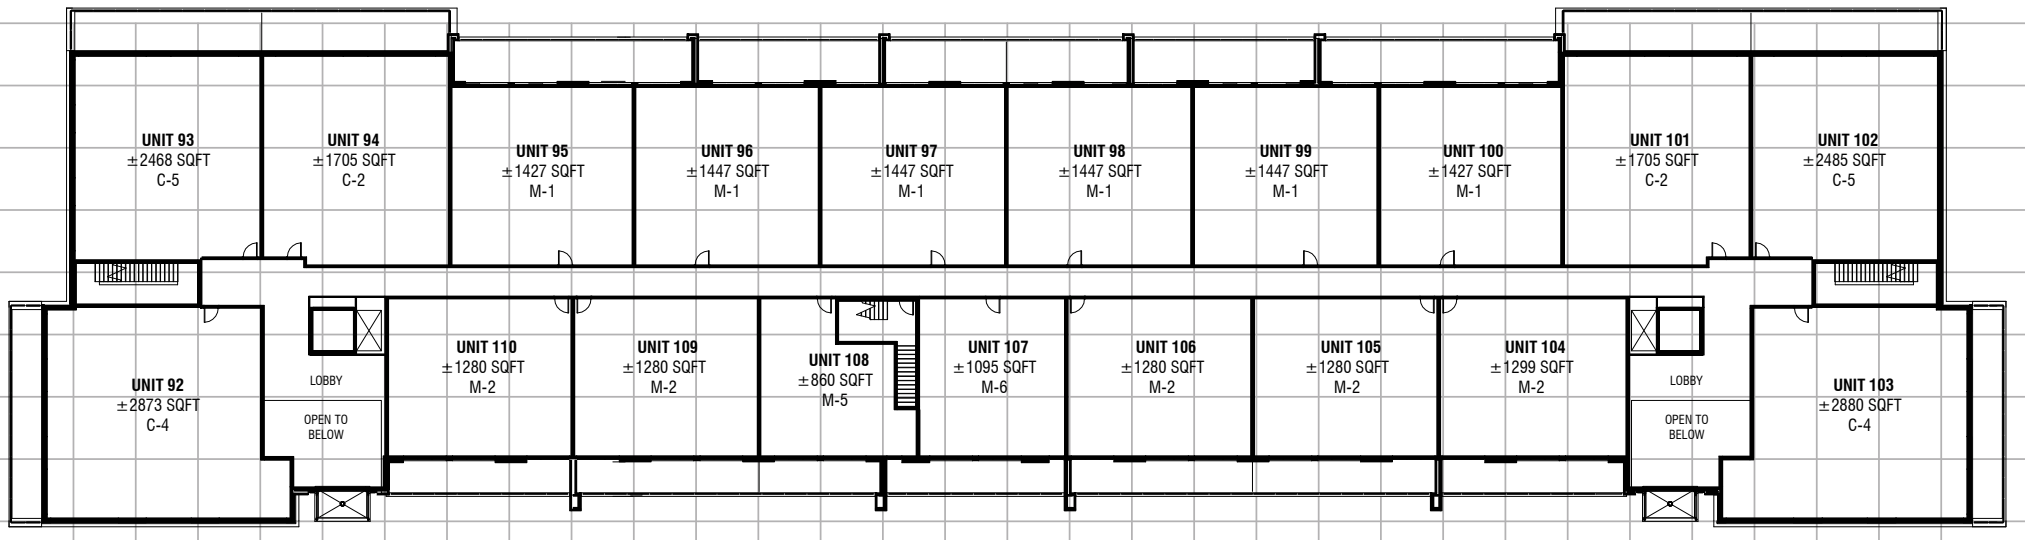 UNIT 93
±2468 SQFT
C-5
UNIT 94
±1705 SQFT
C-2
UNIT 95
±1427 SQFT
M-1
UNIT 96
±1447 SQFT
M-1
UNIT 97
±1447 SQFT
M-1
UNIT 98
±1447 SQFT
M-1
UNIT 99
±1447 SQFT
M-1
UNIT 100
±1427 SQFT
M-1
UNIT 101
±1705 SQFT
C-2
UNIT 102
±2485 SQFT
C-5
UNIT 92
±2873 SQFT
C-4
LOBBY
OPEN TO
BELOW
UNIT 110
±1280 SQFT
M-2
UNIT 109
±1280 SQFT
M-2
UNIT 108
±860 SQFT
M-5
UNIT 107
±1095 SQFT
M-6
UNIT 106
±1280 SQFT
M-2
UNIT 105
±1280 SQFT
M-2
UNIT 104
±1299 SQFT
M-2
LOBBY
OPEN TO
BELOW
UNIT 103
±2880 SQFT
C-4